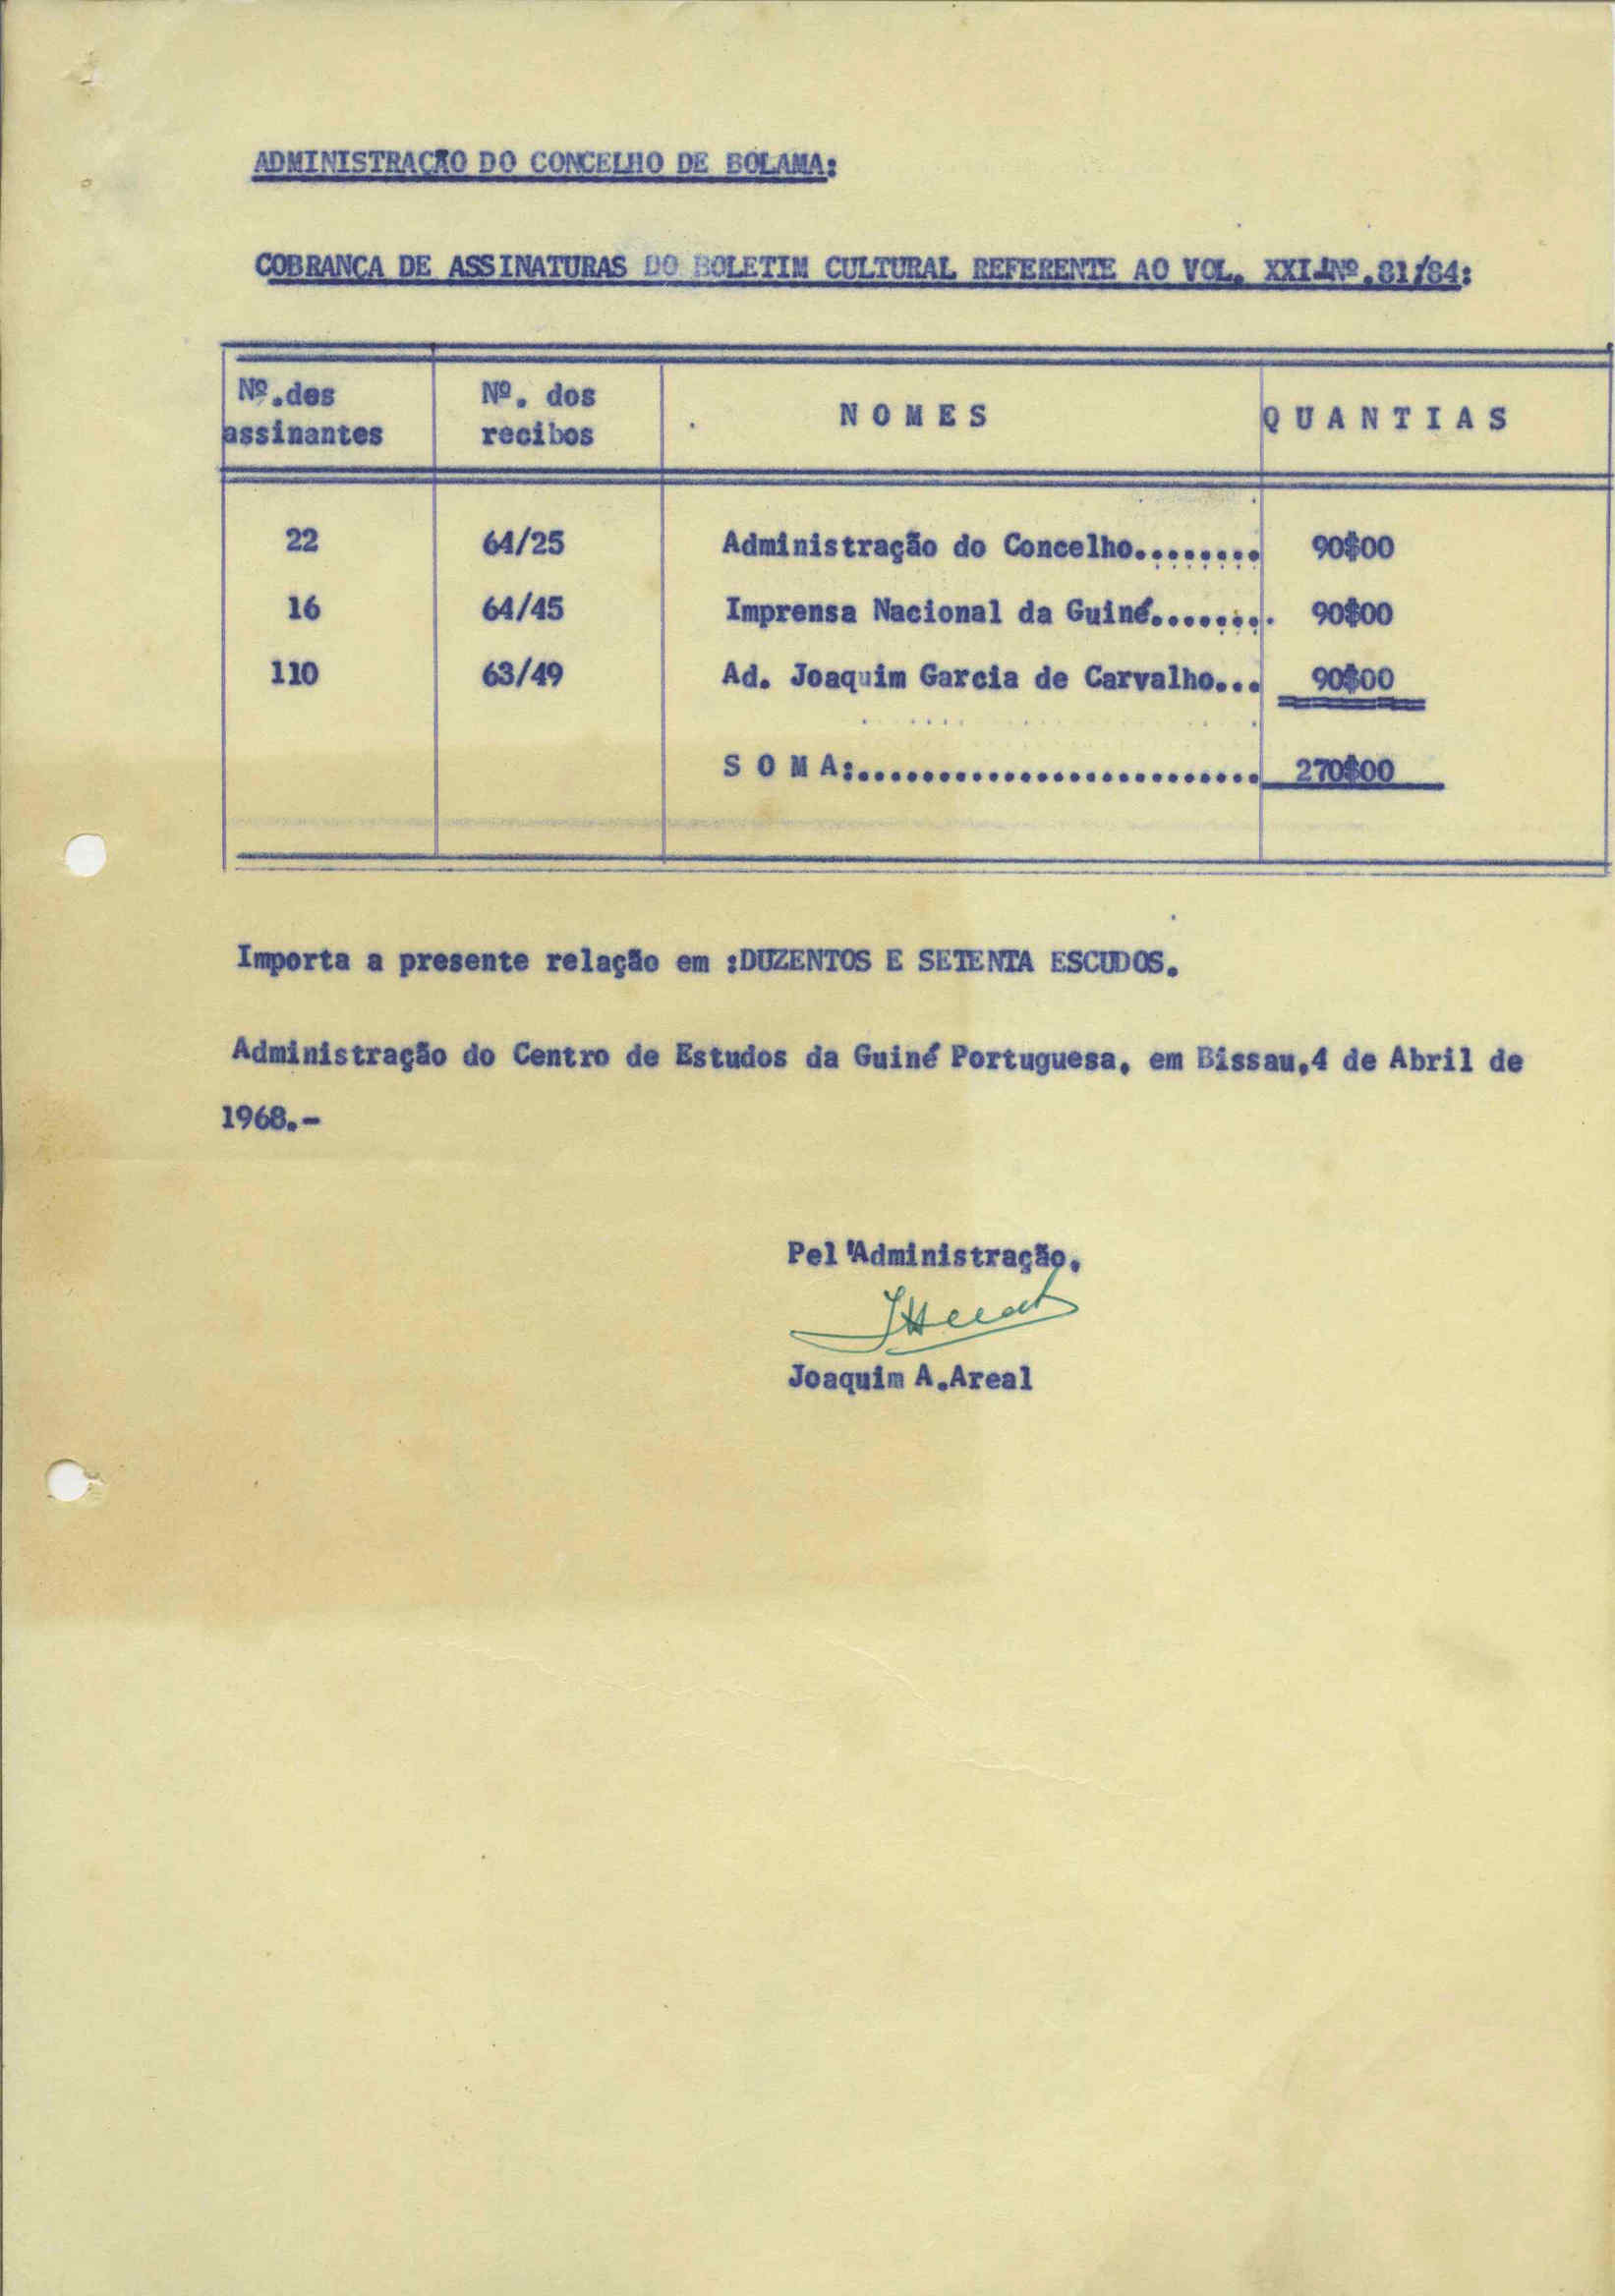 ADMINISTRAÇÃO DO CONCELHO DE BOLAMA:
COBRANÇA DE ASSINATURAS DO BOLETIM CULTURAL REFERENTE AO VOL. XXI-Nº.81/84:
Nº.dos assinantes
Nº. dos recibos
N O M E S
Q U A N T I A S
22 64/25 Administração do Concelho........ 90$00
16 64/45 Imprensa Nacional da Guiné........ 90$00
110 63/49 Ad. Joaquim Garcia de Carvalho... 90$00
S O M A:......................... 270$00
Importa a presente relação em :DUZENTOS E SETENTA ESCUDOS.
Administração do Centro de Estudos da Guiné Portuguesa, em Bissau,4 de Abril de
1968.-
Pel'Administração,
Joaquim A.Areal